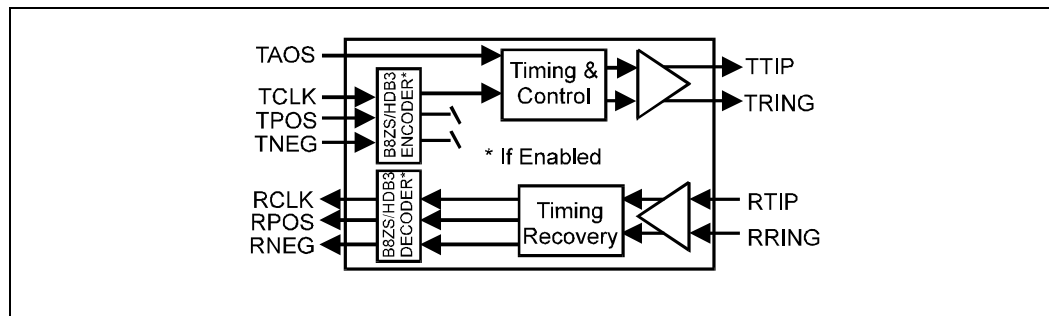 TAOS
TCLK
TPOS
TNEG
B8ZS/HDB3
ENCODER*
Timing &
Control
TTIP
TRING
* If Enabled
RCLK
RPOS
RNEG
B8ZS/HDB3
DECODER*
Timing
Recovery
RTIP
RRING